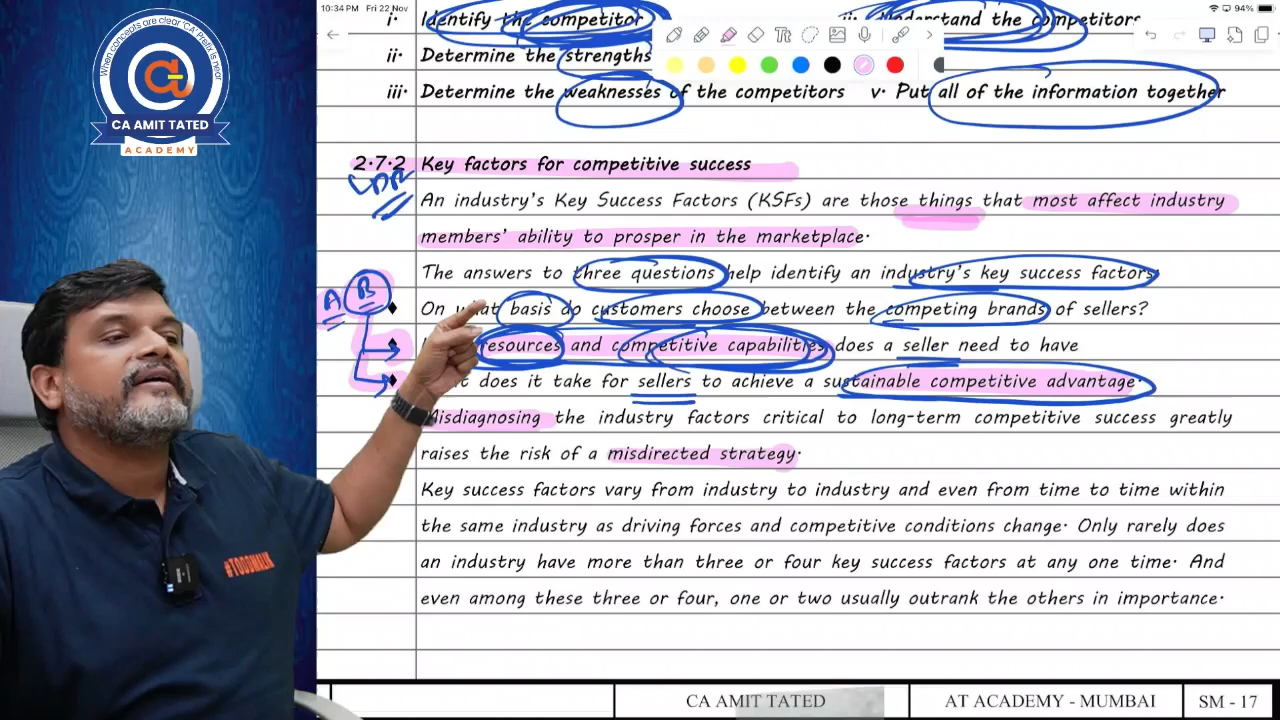 10:34 PM Fri 22 Nov
94%
When concepts are clear 'CA' Prefix is near
CA AMIT TATED
ACADEMY
i. Identify the competitor
iii. Understand the competitors
ii. Determine the strengths
iii. Determine the weaknesses of the competitors v. Put all of the information together
2.7.2 Key factors for competitive success
LDR
An industry's Key Success Factors (KSFs) are those things that most affect industry
members' ability to prosper in the marketplace.
The answers to three questions help identify an industry's key success factors
A B
♦ On what basis do customers choose between the competing brands of sellers?
♦ resources and competitive capabilities does a seller need to have
♦ does it take for sellers to achieve a sustainable competitive advantage.
Misdiagnosing the industry factors critical to long-term competitive success greatly
raises the risk of a misdirected strategy.
Key success factors vary from industry to industry and even from time to time within
the same industry as driving forces and competitive conditions change. Only rarely does
an industry have more than three or four key success factors at any one time. And
even among these three or four, one or two usually outrank the others in importance.
CA AMIT TATED
AT ACADEMY - MUMBAI
SM - 17